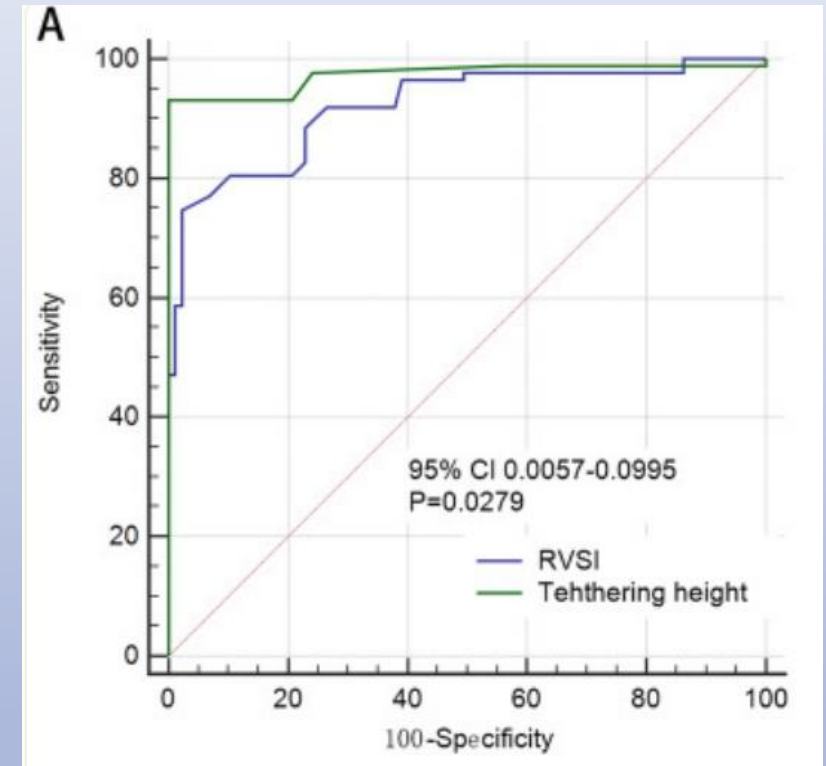 A
100
80
60
40
20
0
Sensitivity
95% CI 0.0057-0.0995
P=0.0279
RVSI
Tehthering height
0 20 40 60 80 100
100-Specificity